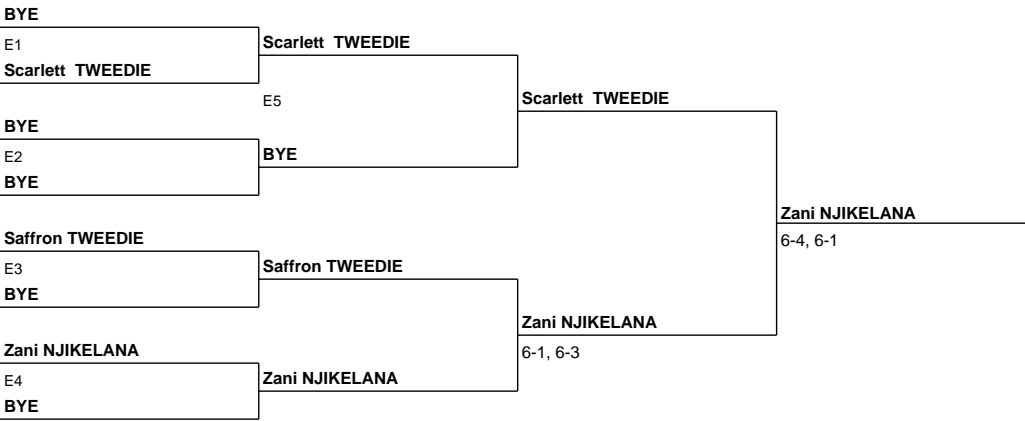 BYE
E1
Scarlett TWEEDIE
Scarlett TWEEDIE
E5
Scarlett TWEEDIE
BYE
E2
BYE
BYE
Zani NJIKELANA
6-4, 6-1
Saffron TWEEDIE
E3
Saffron TWEEDIE
BYE
Zani NJIKELANA
6-1, 6-3
Zani NJIKELANA
E4
Zani NJIKELANA
BYE